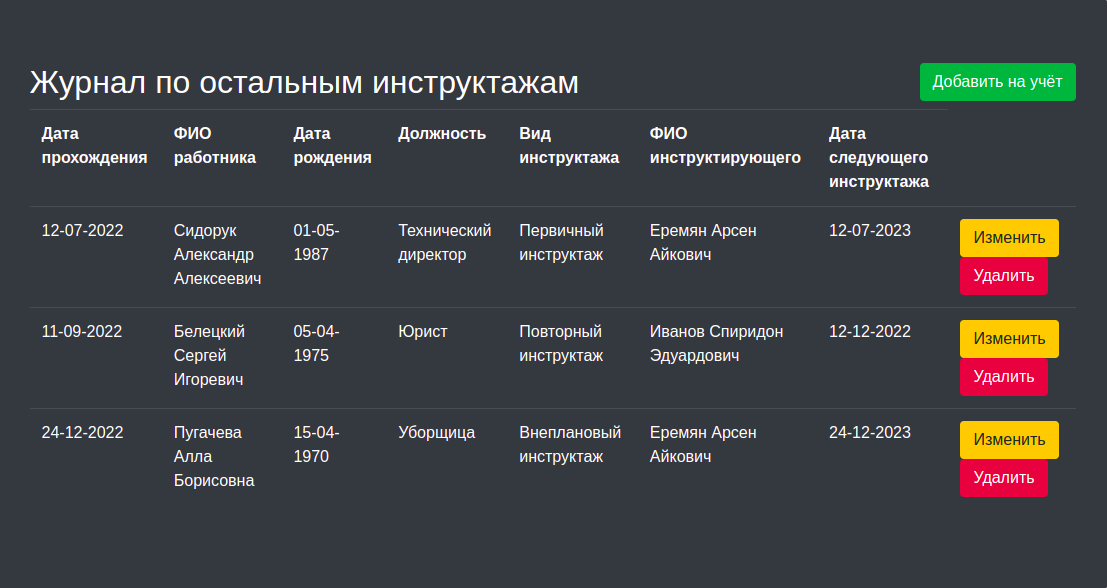 Журнал по остальным инструктажам
Добавить на учёт
Дата прохождения
ФИО работника
Дата рождения
Должность
Вид инструктажа
ФИО инструктирующего
Дата следующего инструктажа
12-07-2022
Сидорук Александр Алексеевич
01-05-1987
Технический директор
Первичный инструктаж
Еремян Арсен Айкович
12-07-2023
Изменить
Удалить
11-09-2022
Белецкий Сергей Игоревич
05-04-1975
Юрист
Повторный инструктаж
Иванов Спиридон Эдуардович
12-12-2022
Изменить
Удалить
24-12-2022
Пугачева Алла Борисовна
15-04-1970
Уборщица
Внеплановый инструктаж
Еремян Арсен Айкович
24-12-2023
Изменить
Удалить